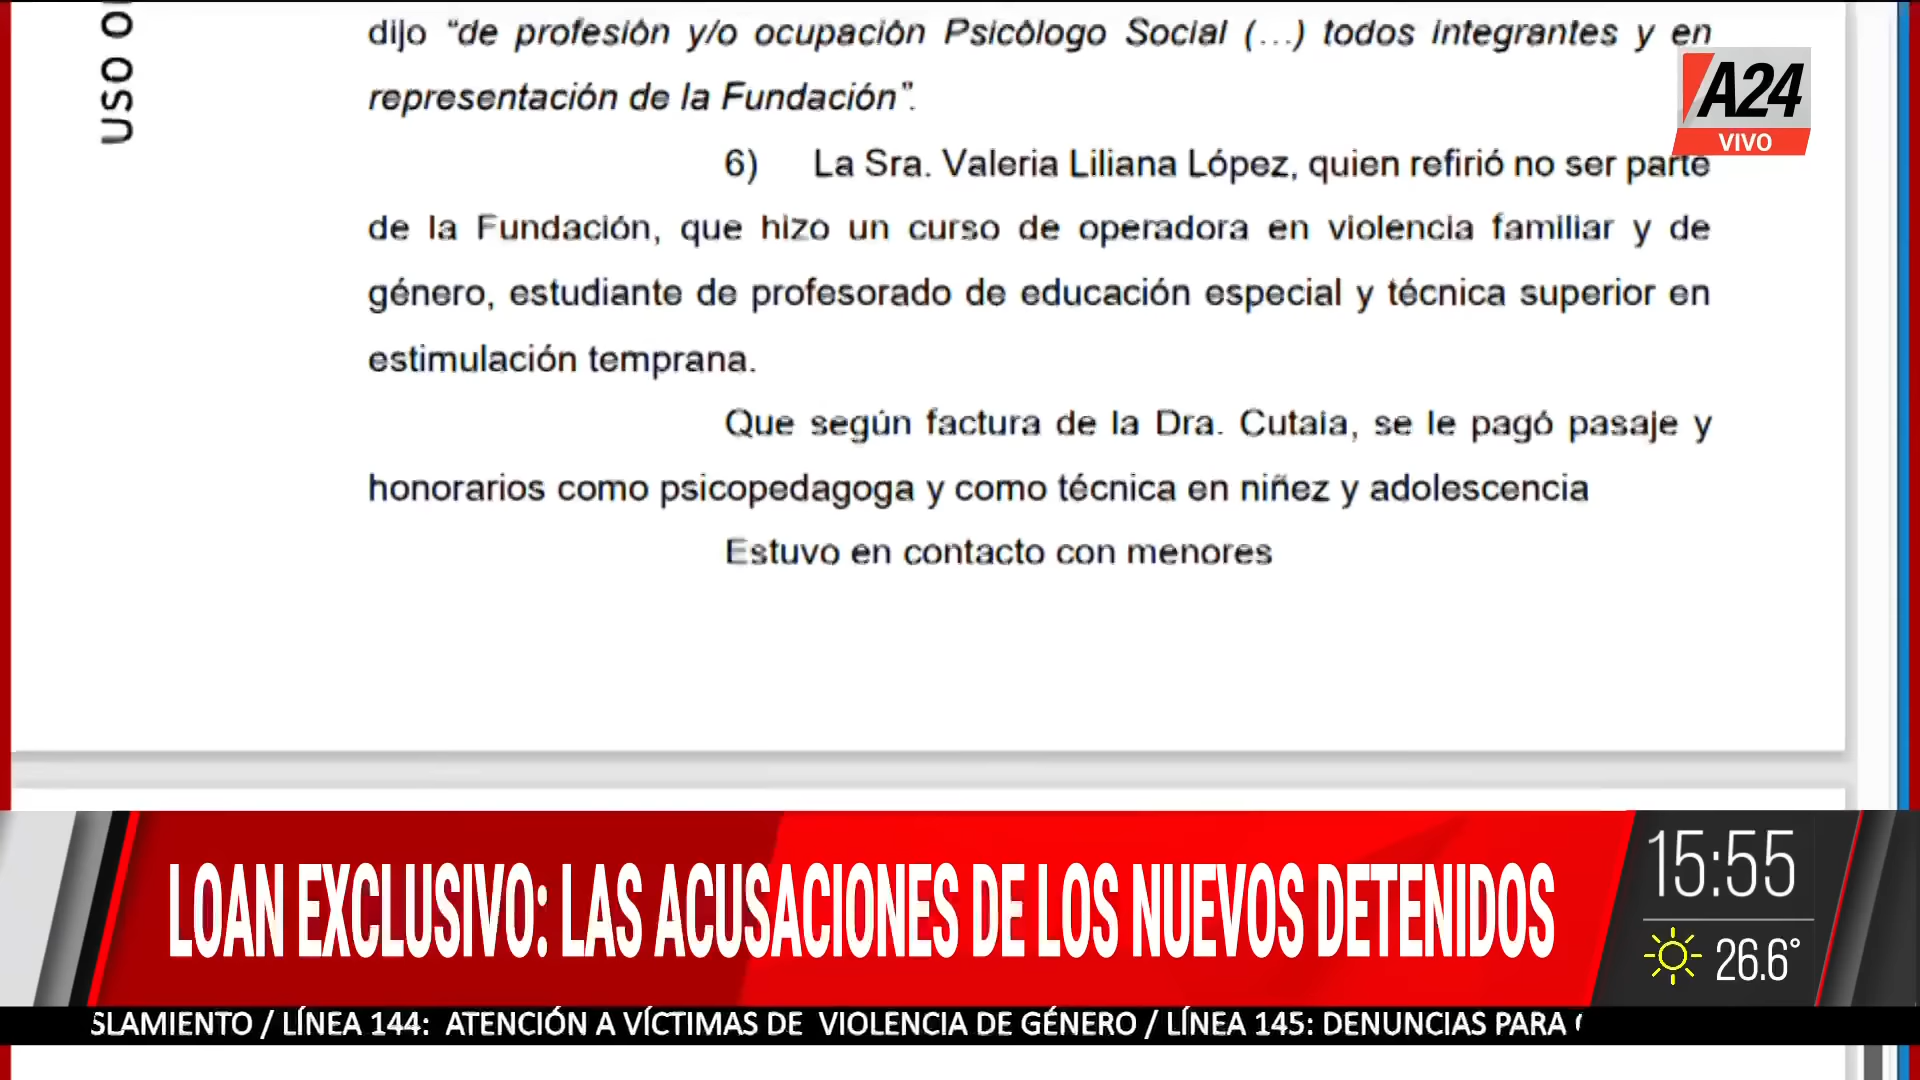 USO O
dijo “de profesión y/o ocupación Psicólogo Social (...) todos integrantes y en
representación de la Fundación”.
A24
VIVO
6) La Sra. Valeria Liliana López, quien refirió no ser parte
de la Fundación, que hizo un curso de operadora en violencia familiar y de
género, estudiante de profesorado de educación especial y técnica superior en
estimulación temprana.
Que según factura de la Dra. Cutaia, se le pagó pasaje y
honorarios como psicopedagoga y como técnica en niñez y adolescencia
Estuvo en contacto con menores
LOAN EXCLUSIVO: LAS ACUSACIONES DE LOS NUEVOS DETENIDOS
15:55
26.6°
SLAMIENTO / LÍNEA 144: ATENCIÓN A VÍCTIMAS DE VIOLENCIA DE GÉNERO / LÍNEA 145: DENUNCIAS PARA